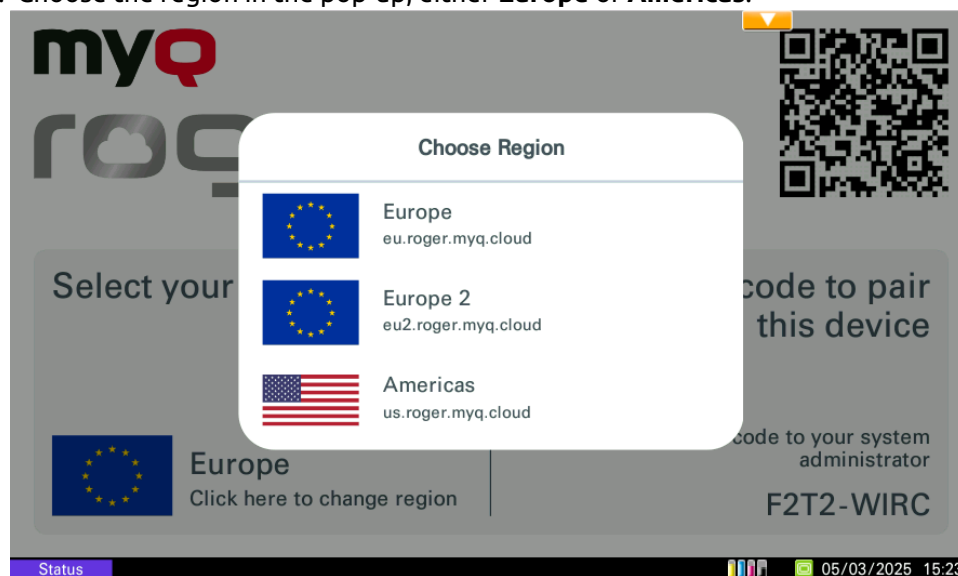 Choose the region in the pop-up, either Europe or Americas.
myQ
Choose Region
Europe
eu.roger.myq.cloud
Europe 2
eu2.roger.myq.cloud
Americas
us.roger.myq.cloud
Select your
code to pair
this device
Europe
Click here to change region
code to your system
administrator
F2T2-WIRC
Status
05/03/2025 15:23